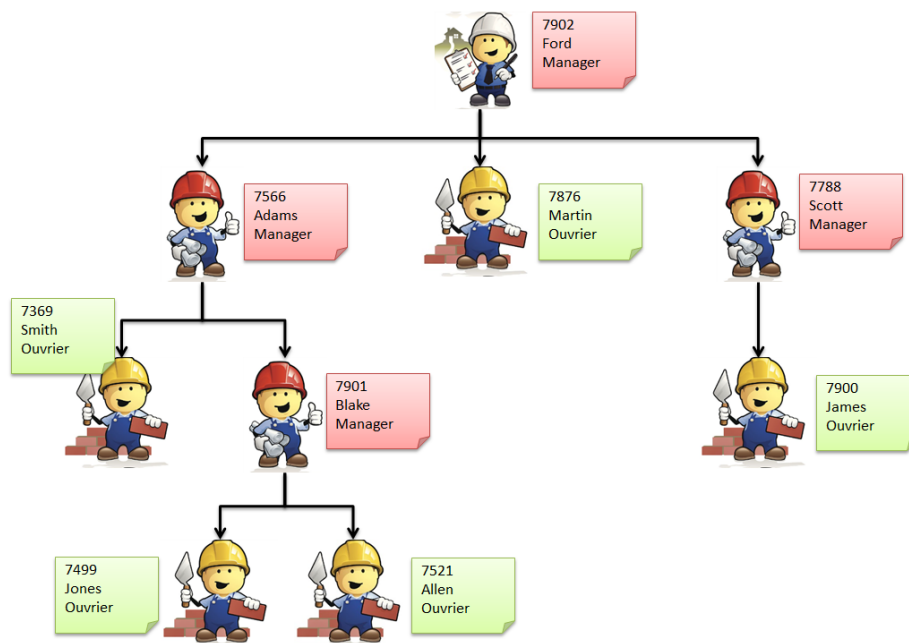 7902
Ford
Manager
7566
Adams
Manager
7876
Martin
Ouvrier
7788
Scott
Manager
7369
Smith
Ouvrier
7901
Blake
Manager
7900
James
Ouvrier
7499
Jones
Ouvrier
7521
Allen
Ouvrier